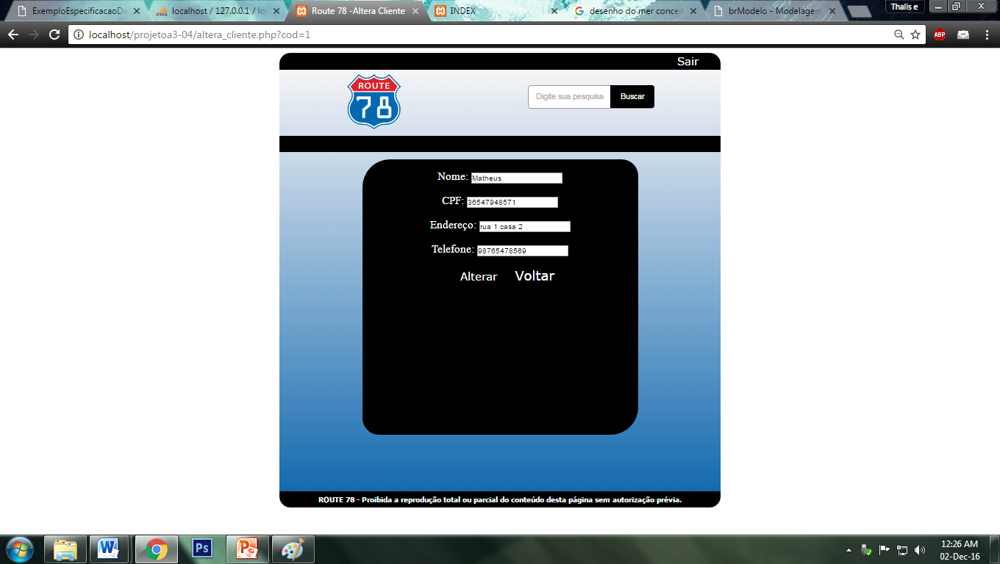 ExemploEspecificacaoDe
localhost / 127.0.0.1 / lo
Route 78 -Altera Cliente
INDEX
desenho do mer concei
brModelo - Modelagem
Thalis e
localhost/projetoa3-04/altera_cliente.php?cod=1
ABP
Sair
ROUTE
78
Digite sua pesquisa
Buscar
Nome: Matheus
CPF: 36547948571
Endereço: rua 1 casa 2
Telefone: 98765478569
Alterar Voltar
ROUTE 78 - Proibida a reprodução total ou parcial do conteúdo desta página sem autorização prévia.
Ps
12:26 AM
02-Dec-16